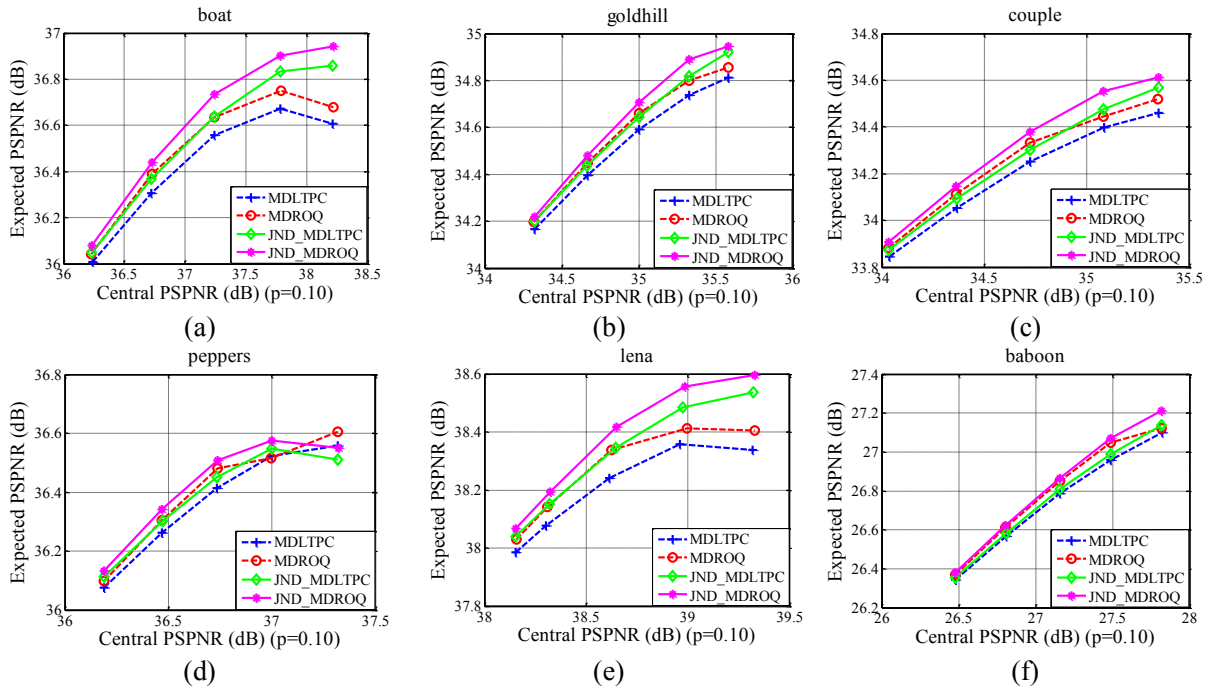 boat
goldhill
couple
Expected PSPNR (dB)
37
36.8
36.6
36.4
36.2
36
36 36.5 37 37.5 38 38.5
MDLTPC
MDROQ
JND_MDLTPC
JND_MDROQ
Central PSPNR (dB) (p=0.10)
(a)
Expected PSPNR (dB)
35
34.8
34.6
34.4
34.2
34
34 34.5 35 35.5 36
MDLTPC
MDROQ
JND_MDLTPC
JND_MDROQ
Central PSPNR (dB) (p=0.10)
(b)
Expected PSPNR (dB)
34.8
34.6
34.4
34.2
34
33.8
34 34.5 35 35.5
MDLTPC
MDROQ
JND_MDLTPC
JND_MDROQ
Central PSPNR (dB) (p=0.10)
(c)
peppers
lena
baboon
Expected PSPNR (dB)
36.8
36.6
36.4
36.2
36
36 36.5 37 37.5
MDLTPC
MDROQ
JND_MDLTPC
JND_MDROQ
Central PSPNR (dB) (p=0.10)
(d)
Expected PSPNR (dB)
38.6
38.4
38.2
38
37.8
38 38.5 39 39.5
MDLTPC
MDROQ
JND_MDLTPC
JND_MDROQ
Central PSPNR (dB) (p=0.10)
(e)
Expected PSPNR (dB)
27.4
27.2
27
26.8
26.6
26.4
26.2
26 26.5 27 27.5 28
MDLTPC
MDROQ
JND_MDLTPC
JND_MDROQ
Central PSPNR (dB) (p=0.10)
(f)